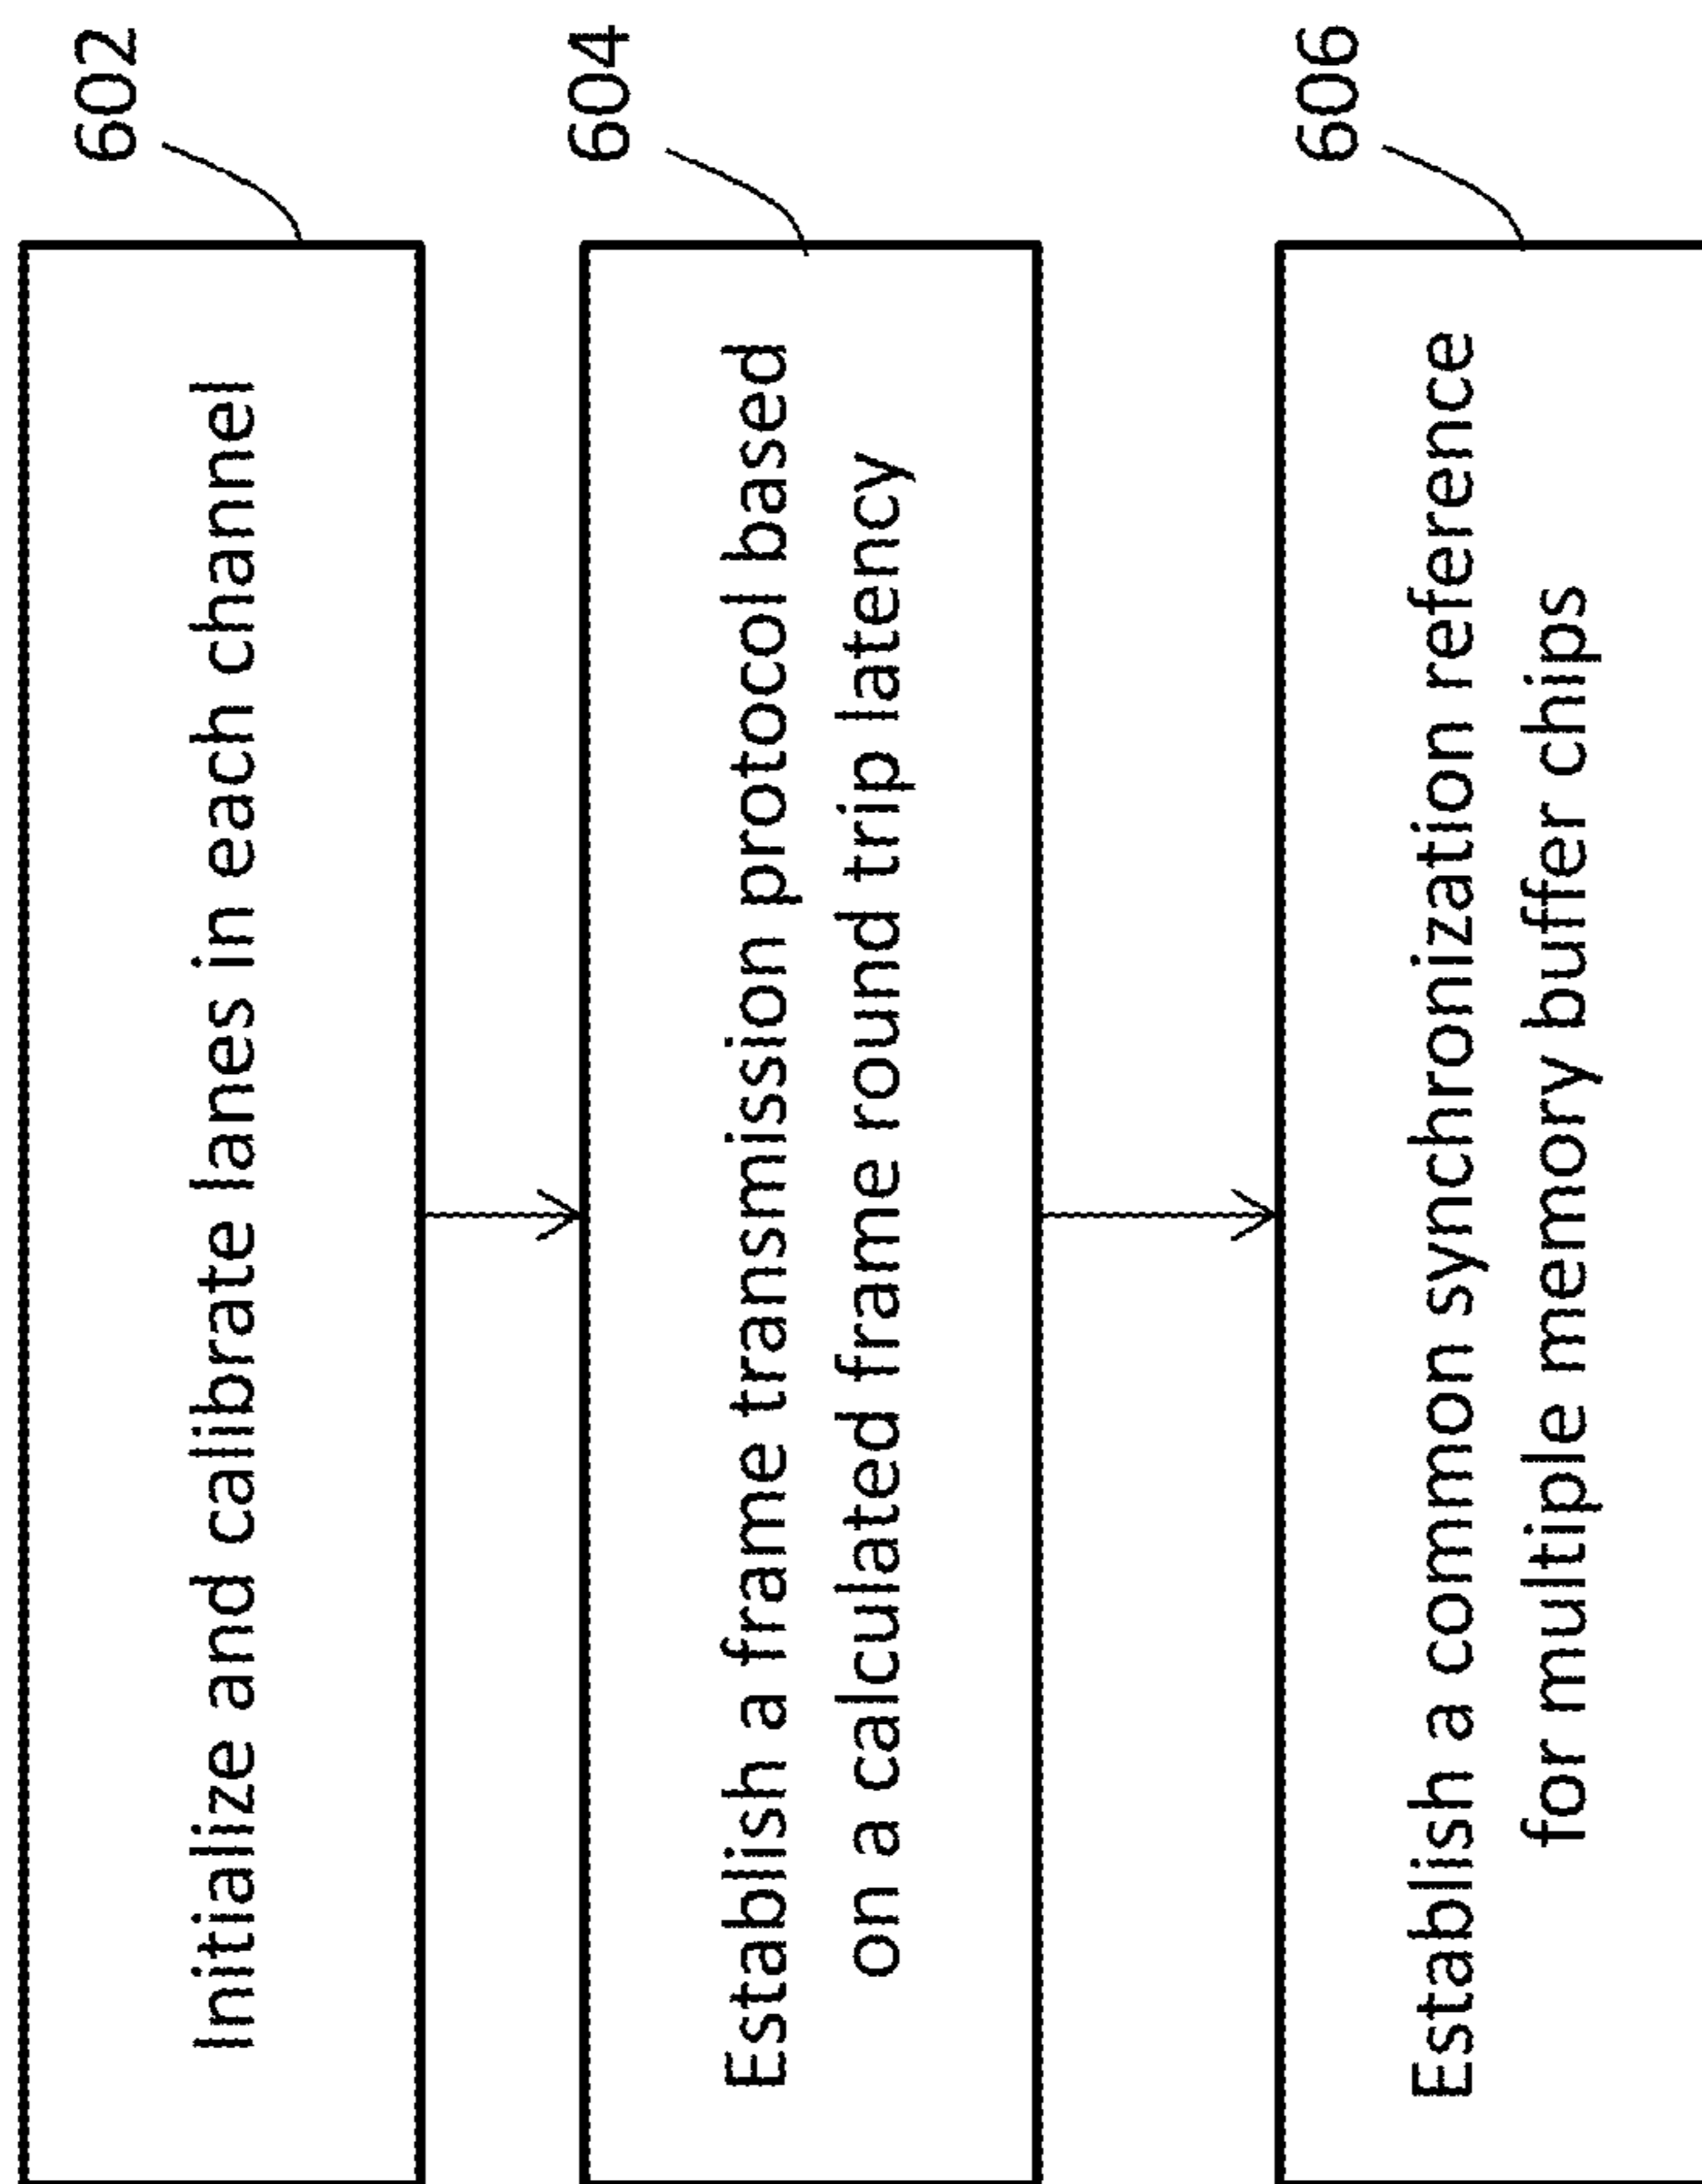 602
Initialize and calibrate lanes in each channel
604
Establish a frame transmission protocol based
on a calculated frame round trip latency
606
Establish a common synchronization reference
for multiple memory buffer chips